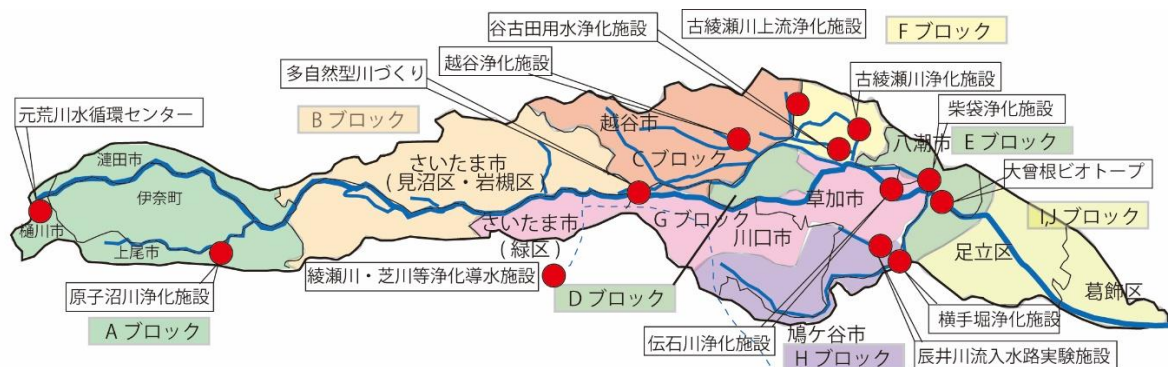 谷古田用水浄化施設
古綾瀬川上流浄化施設
Fブロック
越谷浄化施設
多自然型川づくり
古綾瀬川浄化施設
元荒川水循環センター
Bブロック
越谷市
柴袋浄化施設
八潮市
Eブロック
蓮田市
さいたま市
(見沼区・岩槻区)
Cブロック
大曾根ビオトープ
伊奈町
草加市
さいたま市
(緑区)
Gブロック
IJブロック
桶川市
上尾市
川口市
足立区
綾瀬川・芝川等浄化導水施設
Dブロック
葛飾区
原子沼川浄化施設
横手堀浄化施設
Aブロック
伝石川浄化施設
鳩ケ谷市
辰井川流入水路実験施設
Hブロック